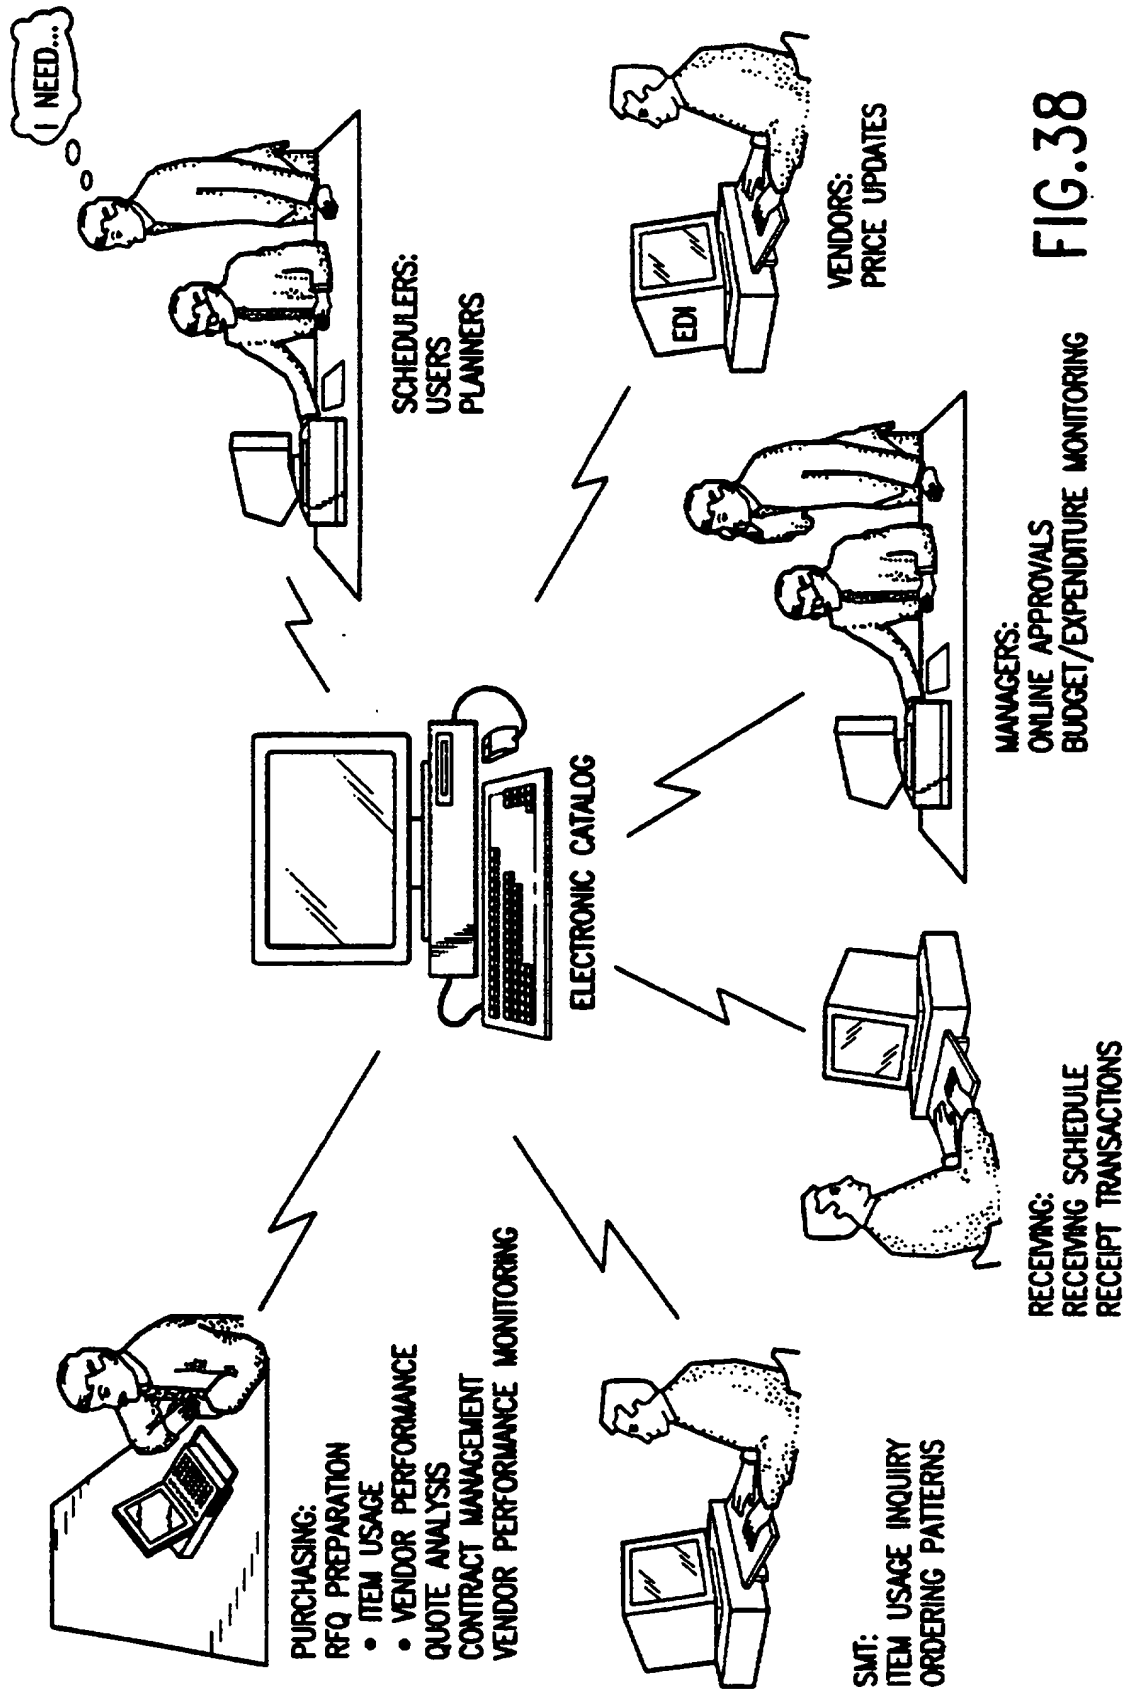 I NEED...
SCHEDULERS:
USERS
PLANNERS
PURCHASING:
RFQ PREPARATION
• ITEM USAGE
• VENDOR PERFORMANCE
QUOTE ANALYSIS
CONTRACT MANAGEMENT
VENDOR PERFORMANCE MONITORING
ELECTRONIC CATALOG
EDI
VENDORS:
PRICE UPDATES
SMT:
ITEM USAGE INQUIRY
ORDERING PATTERNS
RECEIVING:
RECEIVING SCHEDULE
RECEIPT TRANSACTIONS
MANAGERS:
ONLINE APPROVALS
BUDGET/EXPENDITURE MONITORING
FIG.38